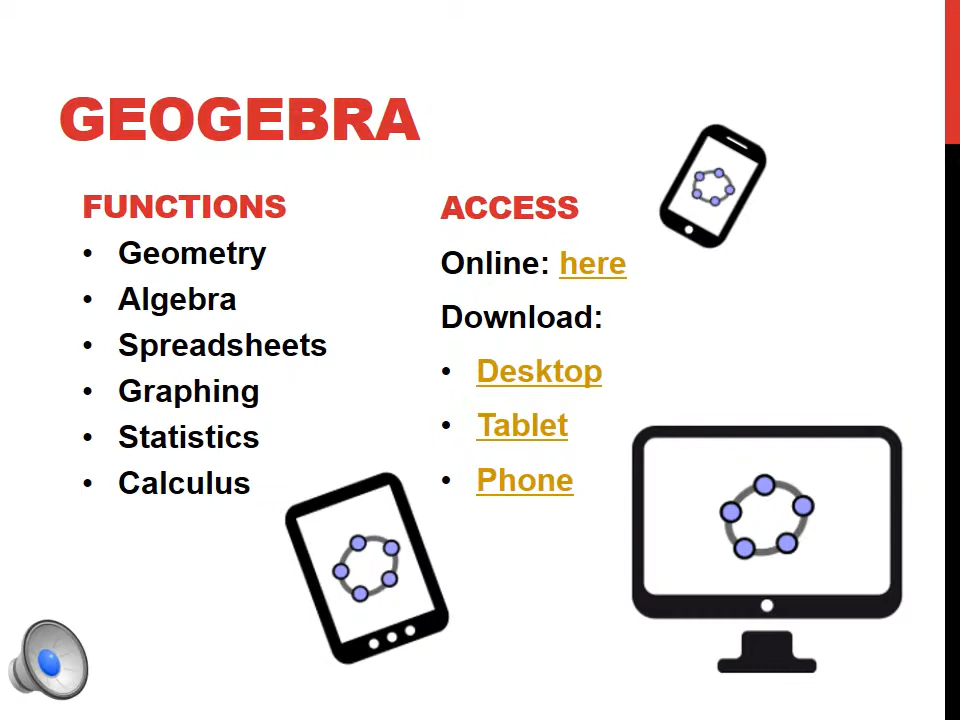 GEOGEBRA
FUNCTIONS
• Geometry
• Algebra
• Spreadsheets
• Graphing
• Statistics
• Calculus
ACCESS
Online: here
Download:
• Desktop
• Tablet
• Phone